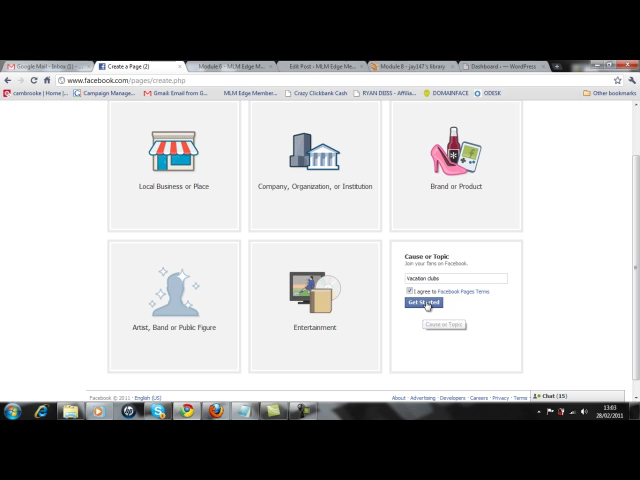 Google Mail - Inbox (1) -
Create a Page (2)
Module 8 - MLM Edge M...
Edit Post ‹ MLM Edge Me...
Module 8 - jay347's library
Dashboard ‹ — WordPress
www.facebook.com/pages/create.php
cambrooke | Home |...
Campaign Manage...
Gmail: Email from G...
MLM Edge Member...
Crazy Clickbank Cash
RYAN DEISS - Affilia...
DOMAINFACE
ODESK
Other bookmarks
Local Business or Place
Company, Organization, or Institution
Brand or Product
Artist, Band or Public Figure
Entertainment
Cause or Topic
Join your fans on Facebook.
Vacation clubs
I agree to Facebook Pages Terms
Get Started
Cause or Topic
Facebook © 2011 · English (US)
About · Advertising · Developers · Careers · Privacy · Terms
Chat (15)
13:03
28/02/2011